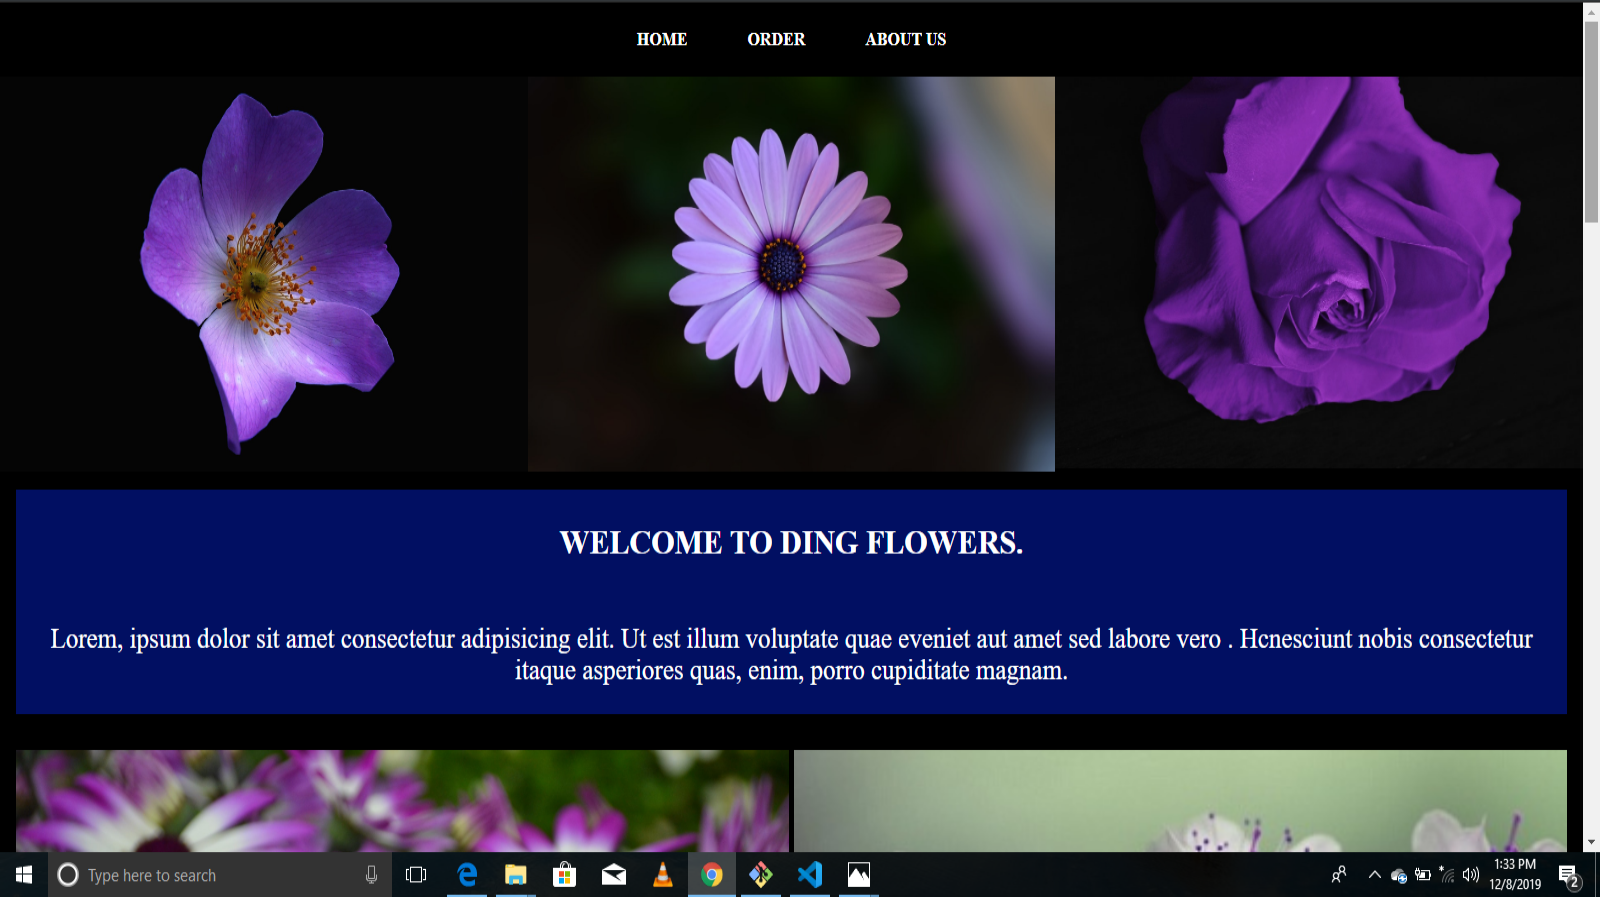 HOME ORDER ABOUT US
WELCOME TO DING FLOWERS.
Lorem, ipsum dolor sit amet consectetur adipisicing elit. Ut est illum voluptate quae eveniet aut amet sed labore vero . Hcnesciunt nobis consectetur
itaque asperiores quas, enim, porro cupiditate magnam.
Type here to search
1:33 PM
12/8/2019
2